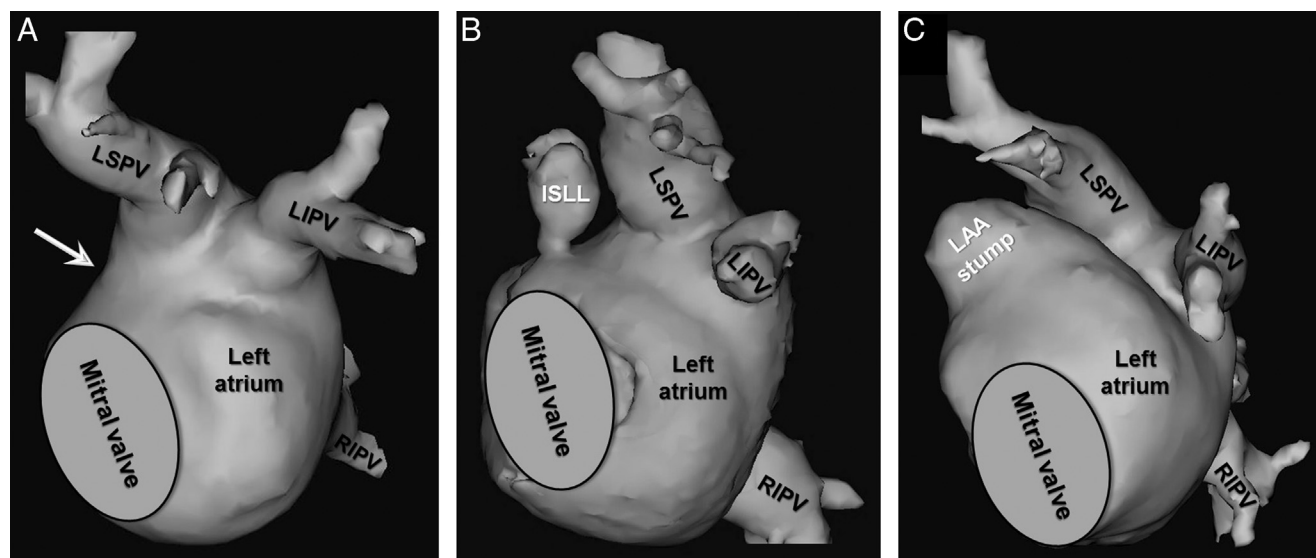 A
LSPV
LIPV
Left
atrium
Mitral valve
RIPV
B
ISLL
LSPV
LIPV
Left
atrium
Mitral valve
RIPV
C
LSPV
LAA
stump
LIPV
Left
atrium
Mitral valve
RIPV